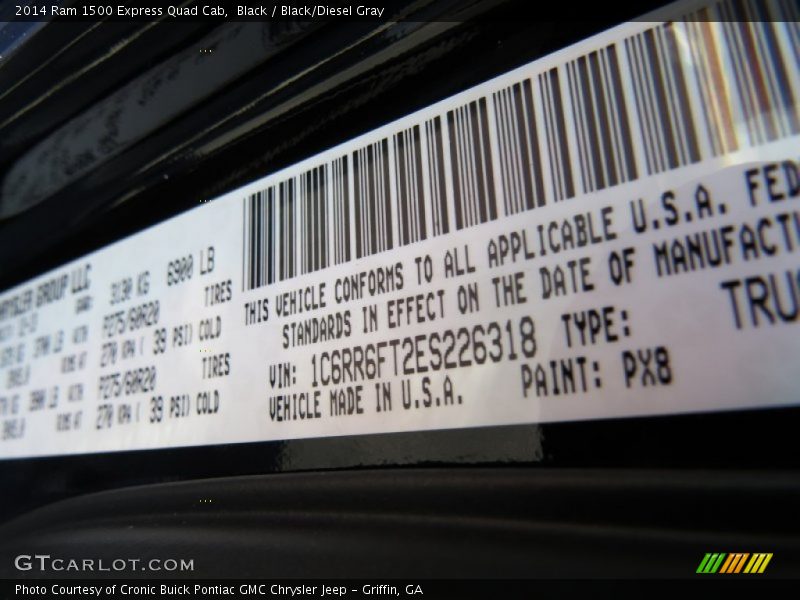 2014 Ram 1500 Express Quad Cab,  Black / Black/Diesel Gray
GROUP LLC
3130 KG 6900 LB
TIRES
P275/60R20
270 KPA ( 39 PSI) COLD
TIRES
P275/60R20
270 KPA ( 39 PSI) COLD
THIS VEHICLE CONFORMS TO ALL APPLICABLE U.S.A. FED
STANDARDS IN EFFECT ON THE DATE OF MANUFACTU
VIN: 1C6RR6FT2ES226318 TYPE: TRU
VEHICLE MADE IN U.S.A. PAINT: PX8
GTCARLOT.COM
Photo Courtesy of Cronic Buick Pontiac GMC Chrysler Jeep - Griffin, GA